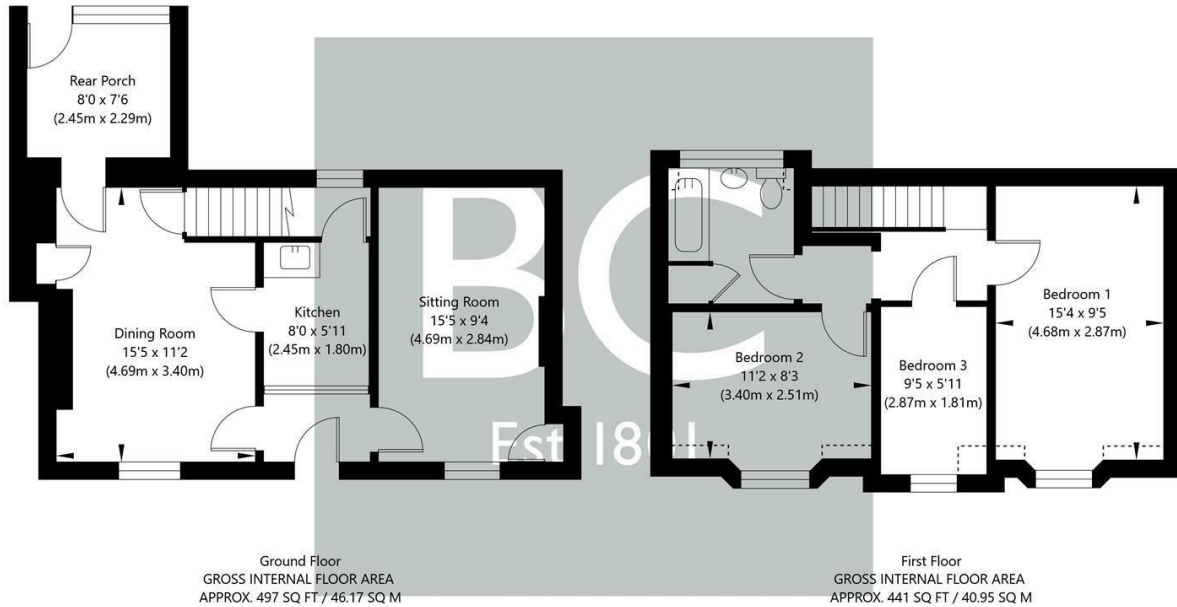 Rear Porch
8'0 x 7'6
(2.45m x 2.29m)
Dining Room
15'5 x 11'2
(4.69m x 3.40m)
Kitchen
8'0 x 5'11
(2.45m x 1.80m)
Sitting Room
15'5 x 9'4
(4.69m x 2.84m)
Bedroom 2
11'2 x 8'3
(3.40m x 2.51m)
Bedroom 3
9'5 x 5'11
(2.87m x 1.81m)
Bedroom 1
15'4 x 9'5
(4.68m x 2.87m)
BC
Est. 1801
Ground Floor
GROSS INTERNAL FLOOR AREA
APPROX. 497 SQ FT / 46.17 SQ M
First Floor
GROSS INTERNAL FLOOR AREA
APPROX. 441 SQ FT / 40.95 SQ M